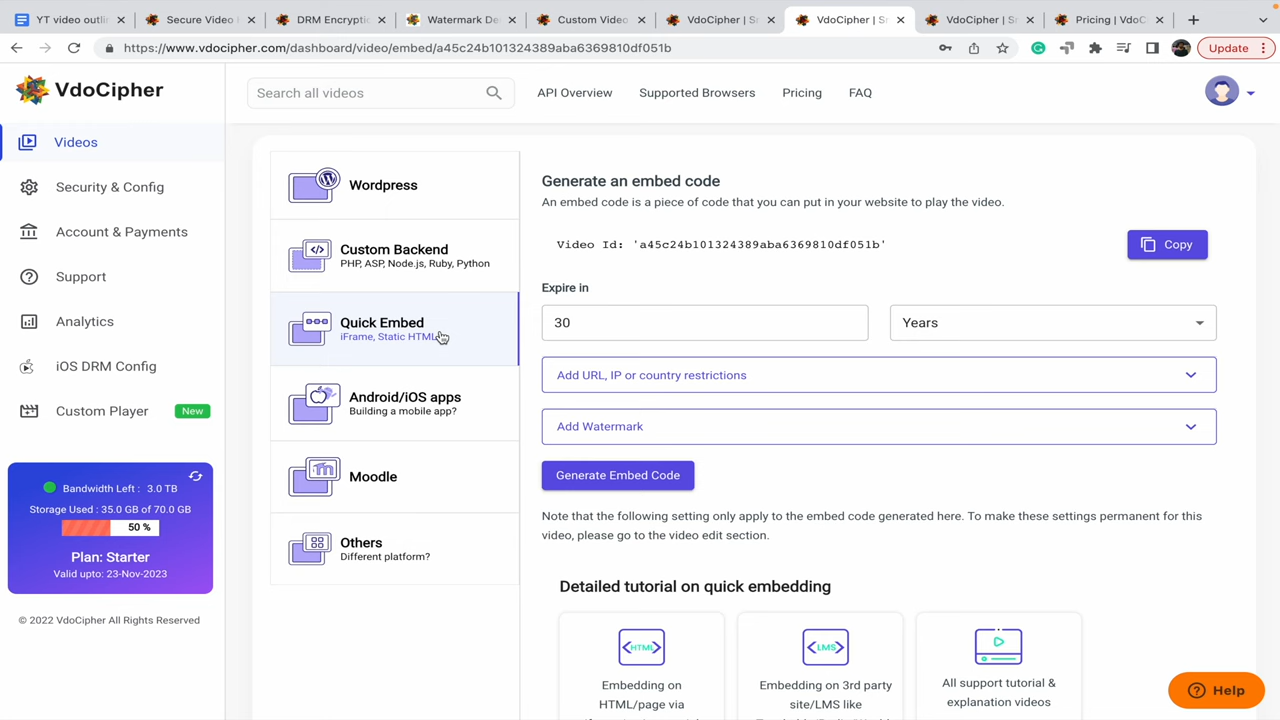 YT video outlin
Secure Video
DRM Encryptic
Watermark De
Custom Video
VdoCipher | S
VdoCipher | S
VdoCipher | S
Pricing | VdoC
https://www.vdocipher.com/dashboard/video/embed/a45c24b101324389aba6369810df051b
Update
VdoCipher
Search all videos
API Overview
Supported Browsers
Pricing
FAQ
Videos
Security & Config
Account & Payments
Support
Analytics
iOS DRM Config
Custom Player
New
Bandwidth Left : 3.0 TB
Storage Used : 35.0 GB of 70.0 GB
50 %
Plan: Starter
Valid upto: 23-Nov-2023
© 2022 VdoCipher All Rights Reserved
Wordpress
Custom Backend
PHP, ASP, Node.js, Ruby, Python
Quick Embed
iFrame, Static HTML
Android/iOS apps
Building a mobile app?
Moodle
Others
Different platform?
Generate an embed code
An embed code is a piece of code that you can put in your website to play the video.
Video Id: 'a45c24b101324389aba6369810df051b'
Copy
Expire in
30
Years
Add URL, IP or country restrictions
Add Watermark
Generate Embed Code
Note that the following setting only apply to the embed code generated here. To make these settings permanent for this
video, please go to the video edit section.
Detailed tutorial on quick embedding
<HTML>
Embedding on
HTML/page via
<LMS>
Embedding on 3rd party
site/LMS like
All support tutorial &
explanation videos
Help